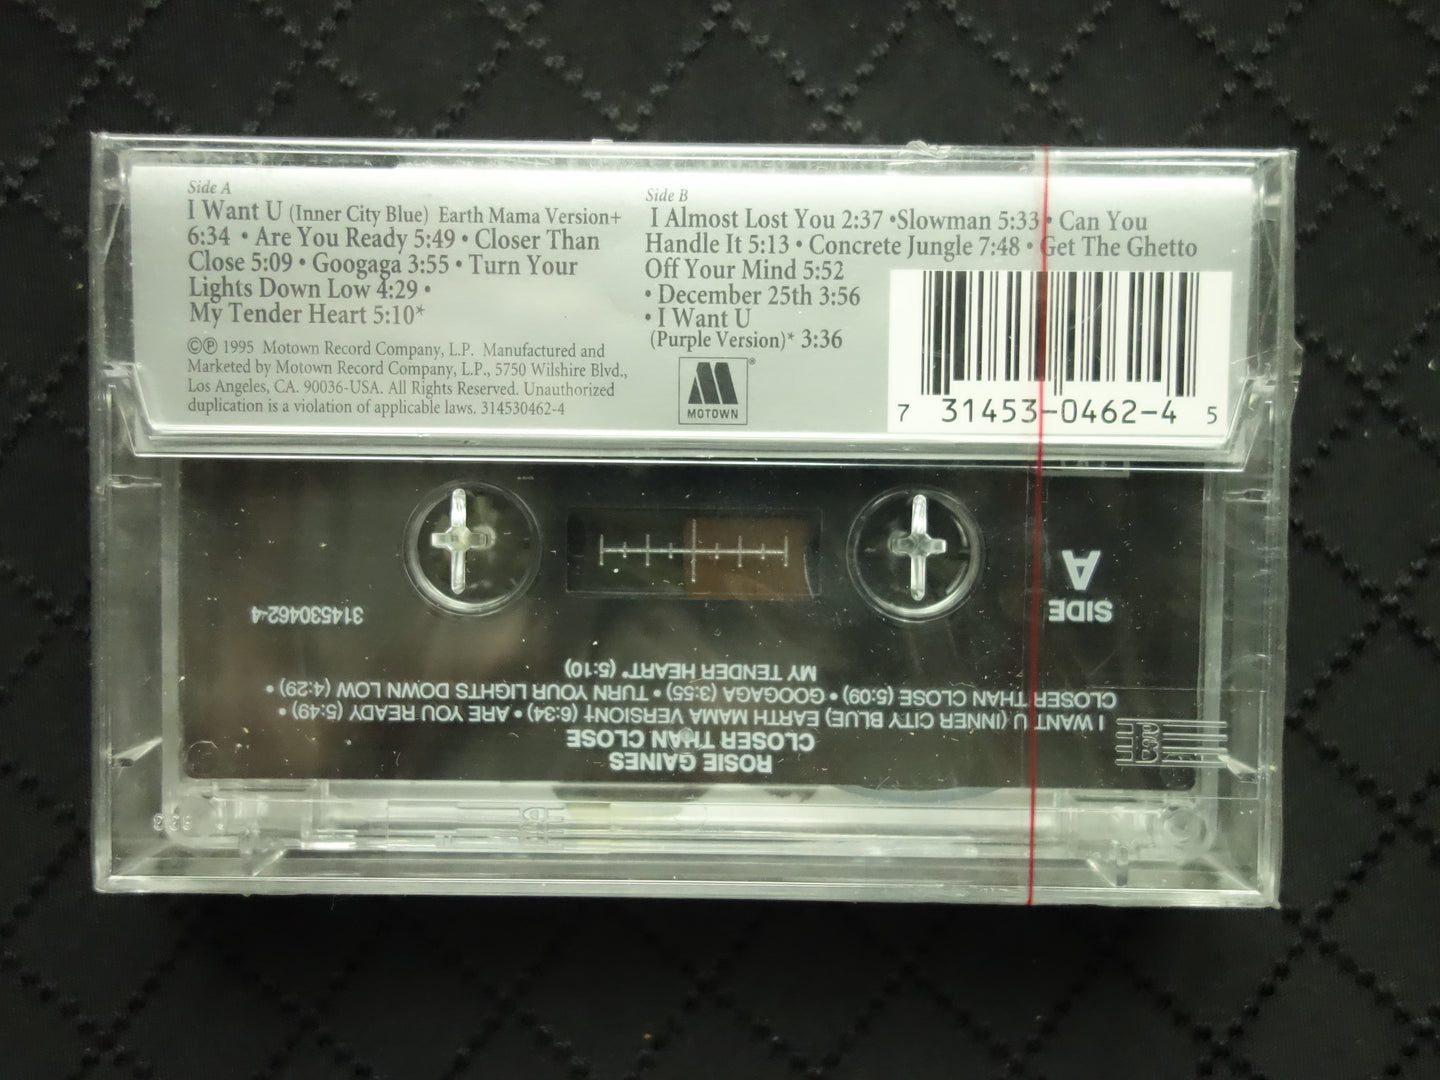 Side A
I Want U (Inner City Blue) Earth Mama Version+
6:34 • Are You Ready 5:49 • Closer Than
Close 5:09 • Googaga 3:55 • Turn Your
Lights Down Low 4:29 •
My Tender Heart 5:10*
©℗ 1995 Motown Record Company, L.P. Manufactured and
Marketed by Motown Record Company, L.P., 5750 Wilshire Blvd.,
Los Angeles, CA. 90036-USA. All Rights Reserved. Unauthorized
duplication is a violation of applicable laws. 314530462-4
Side B
I Almost Lost You 2:37 •Slowman 5:33 • Can You
Handle It 5:13 • Concrete Jungle 7:48 • Get The Ghetto
Off Your Mind 5:52
• December 25th 3:56
• I Want U
(Purple Version)* 3:36
MOTOWN®
7 31453-0462-4 5
ROSIE GAINES
CLOSER THAN CLOSE
I WANT U (INNER CITY BLUE) EARTH MAMA VERSION† (6:34) • ARE YOU READY (5:49) •
CLOSER THAN CLOSE (5:09) • GOOGAGA (3:55) • TURN YOUR LIGHTS DOWN LOW (4:29) •
MY TENDER HEART* (5:10)
SIDE
A
314530462-4